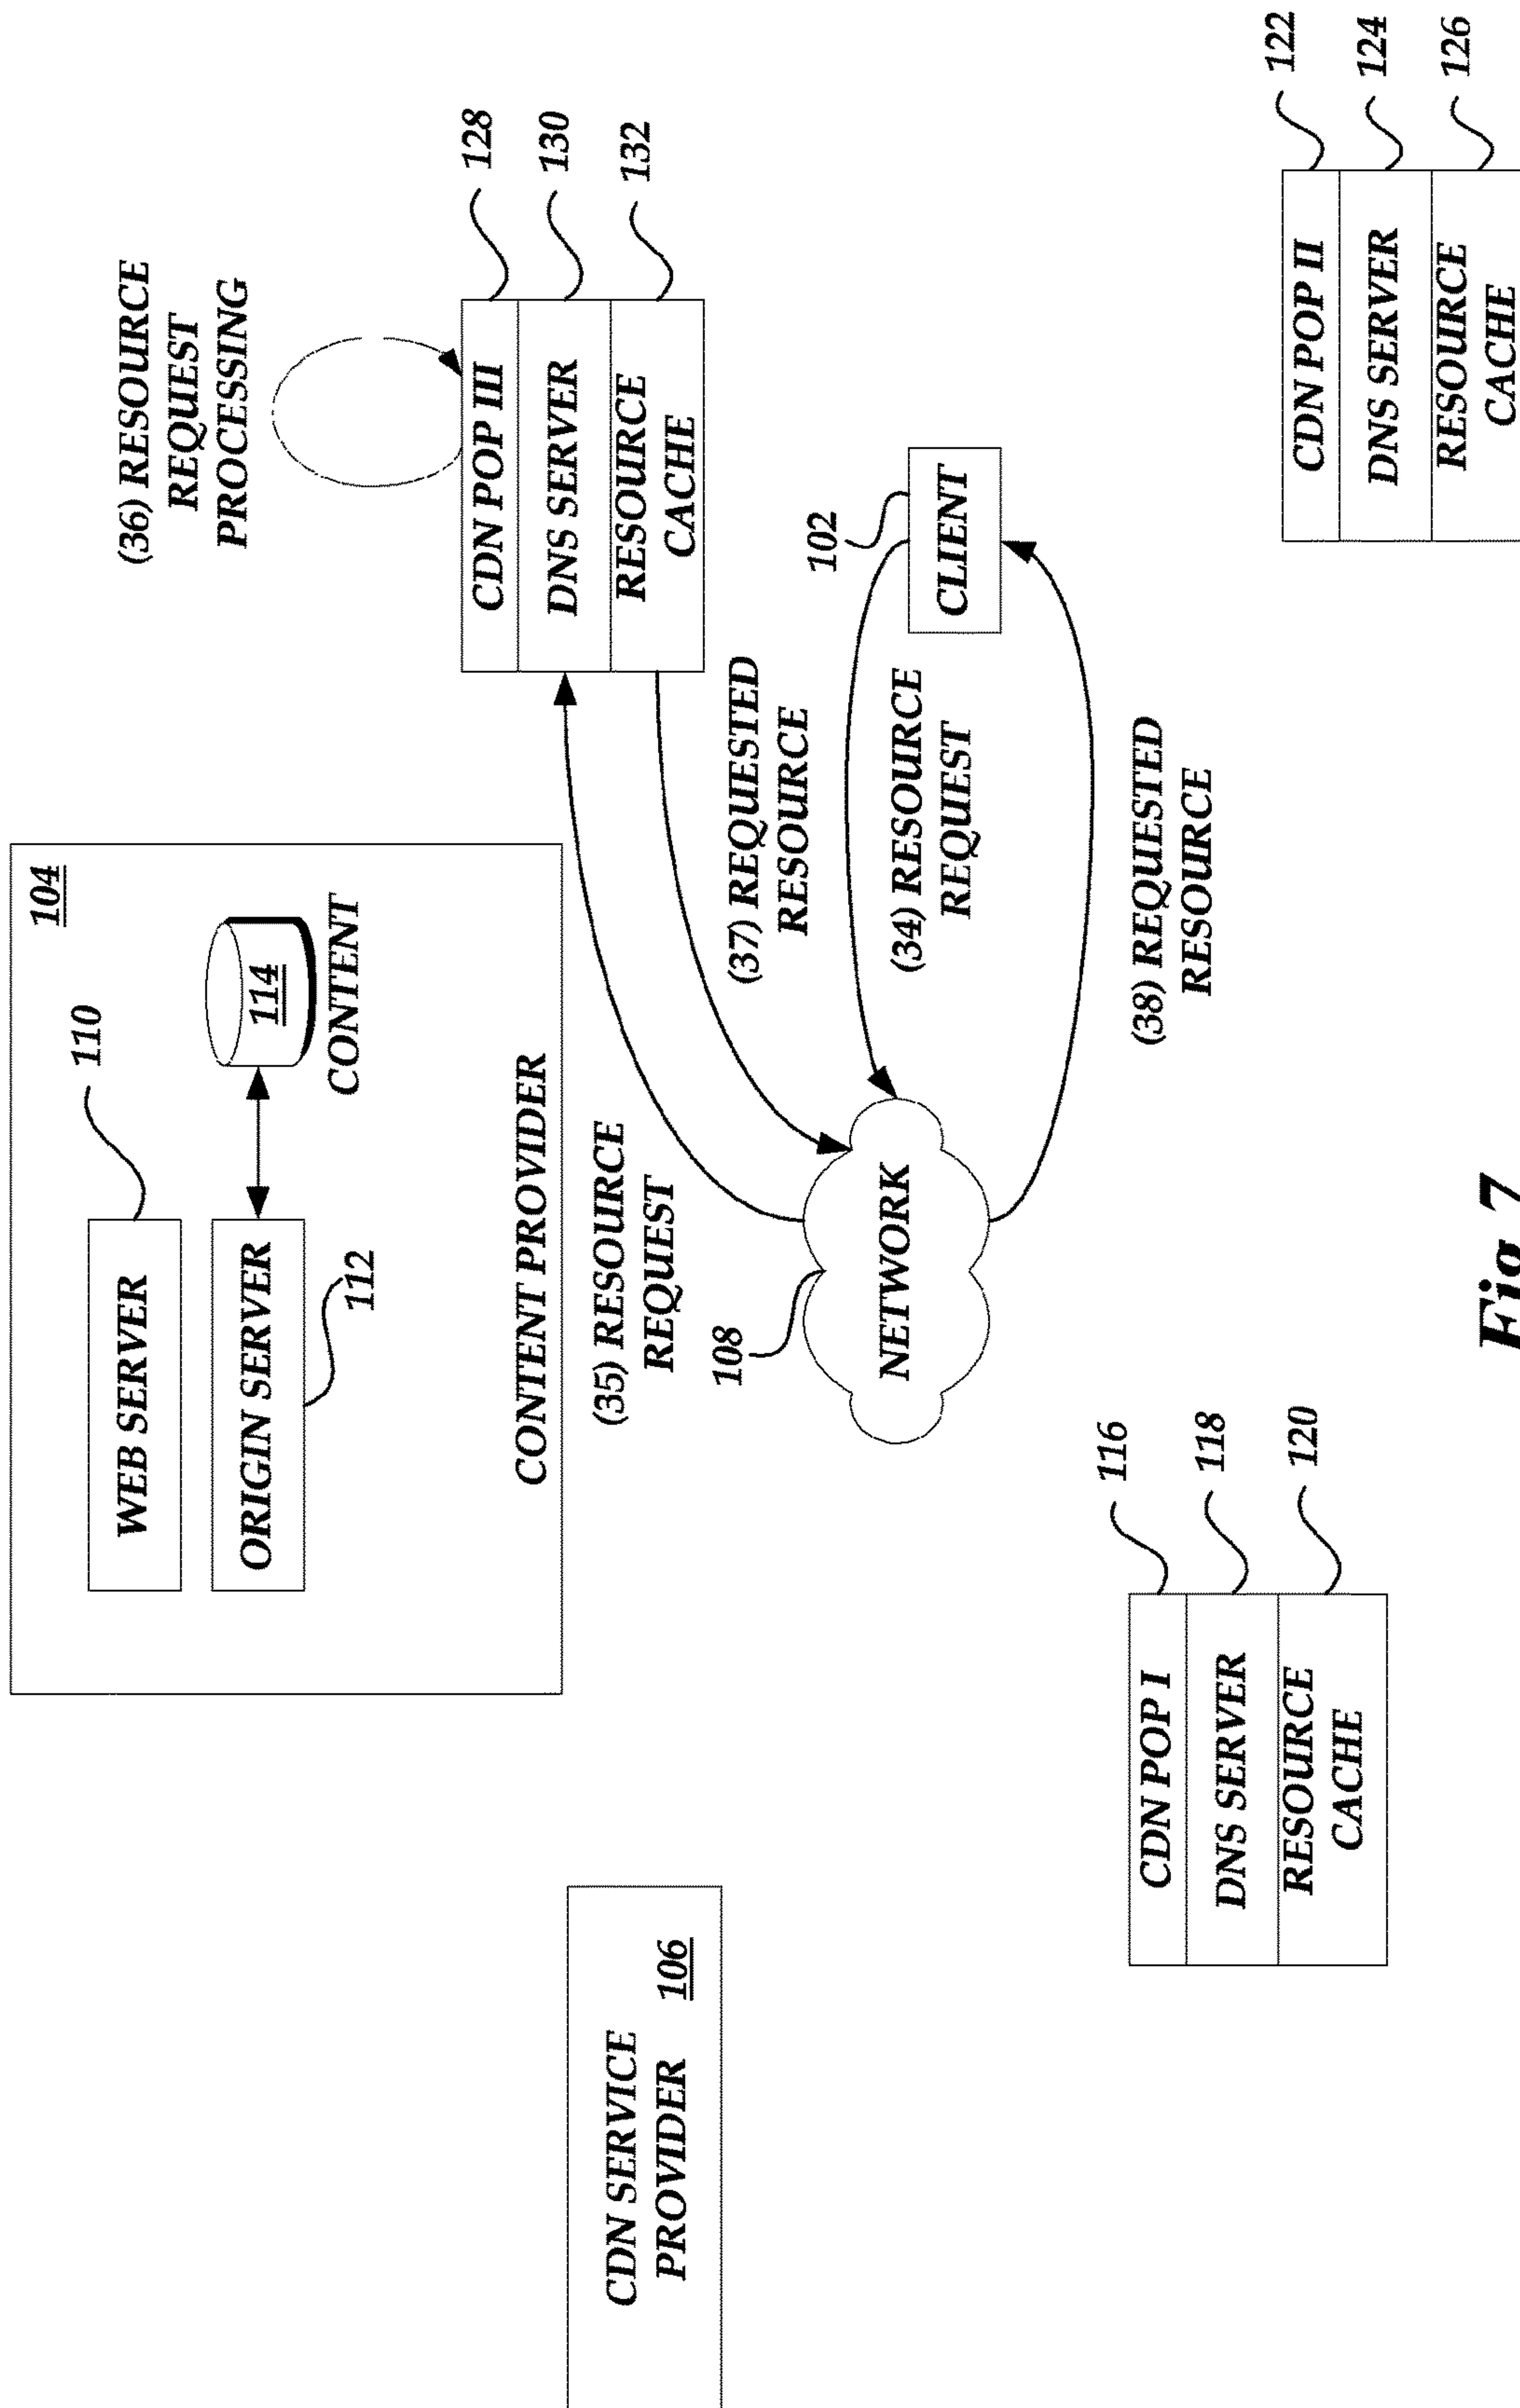 104
110
WEB SERVER
ORIGIN SERVER
112
114
CONTENT
CONTENT PROVIDER
(36) RESOURCE
REQUEST
PROCESSING
CDN SERVICE
PROVIDER
106
CDN POP III
DNS SERVER
RESOURCE
CACHE
128
130
132
(35) RESOURCE
REQUEST
(37) REQUESTED
RESOURCE
108
NETWORK
(34) RESOURCE
REQUEST
102
CLIENT
(38) REQUESTED
RESOURCE
CDN POP I
DNS SERVER
RESOURCE
CACHE
116
118
120
CDN POP II
DNS SERVER
RESOURCE
CACHE
122
124
126
Fig.7.